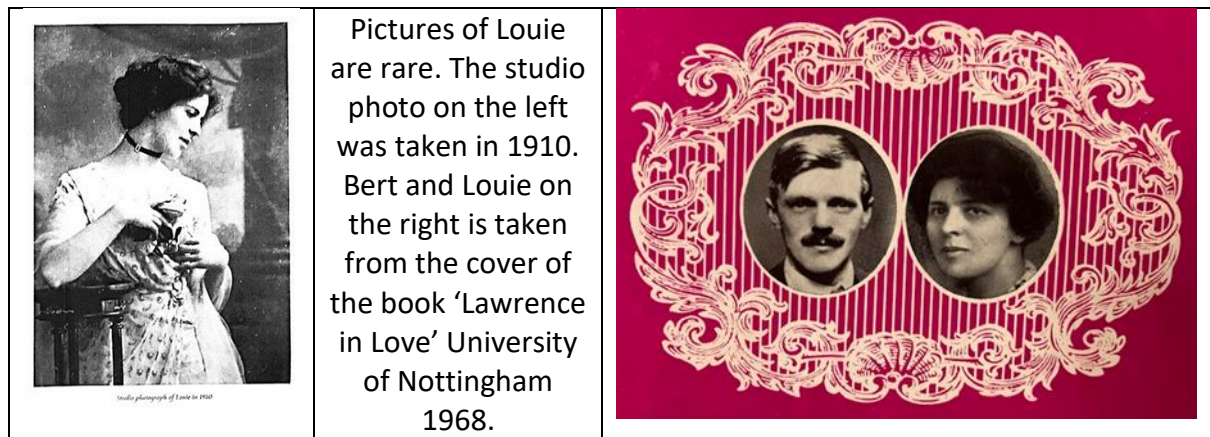 Studio photograph of Louie in 1910
Pictures of Louie
are rare. The studio
photo on the left
was taken in 1910.
Bert and Louie on
the right is taken
from the cover of
the book ‘Lawrence
in Love’ University
of Nottingham
1968.